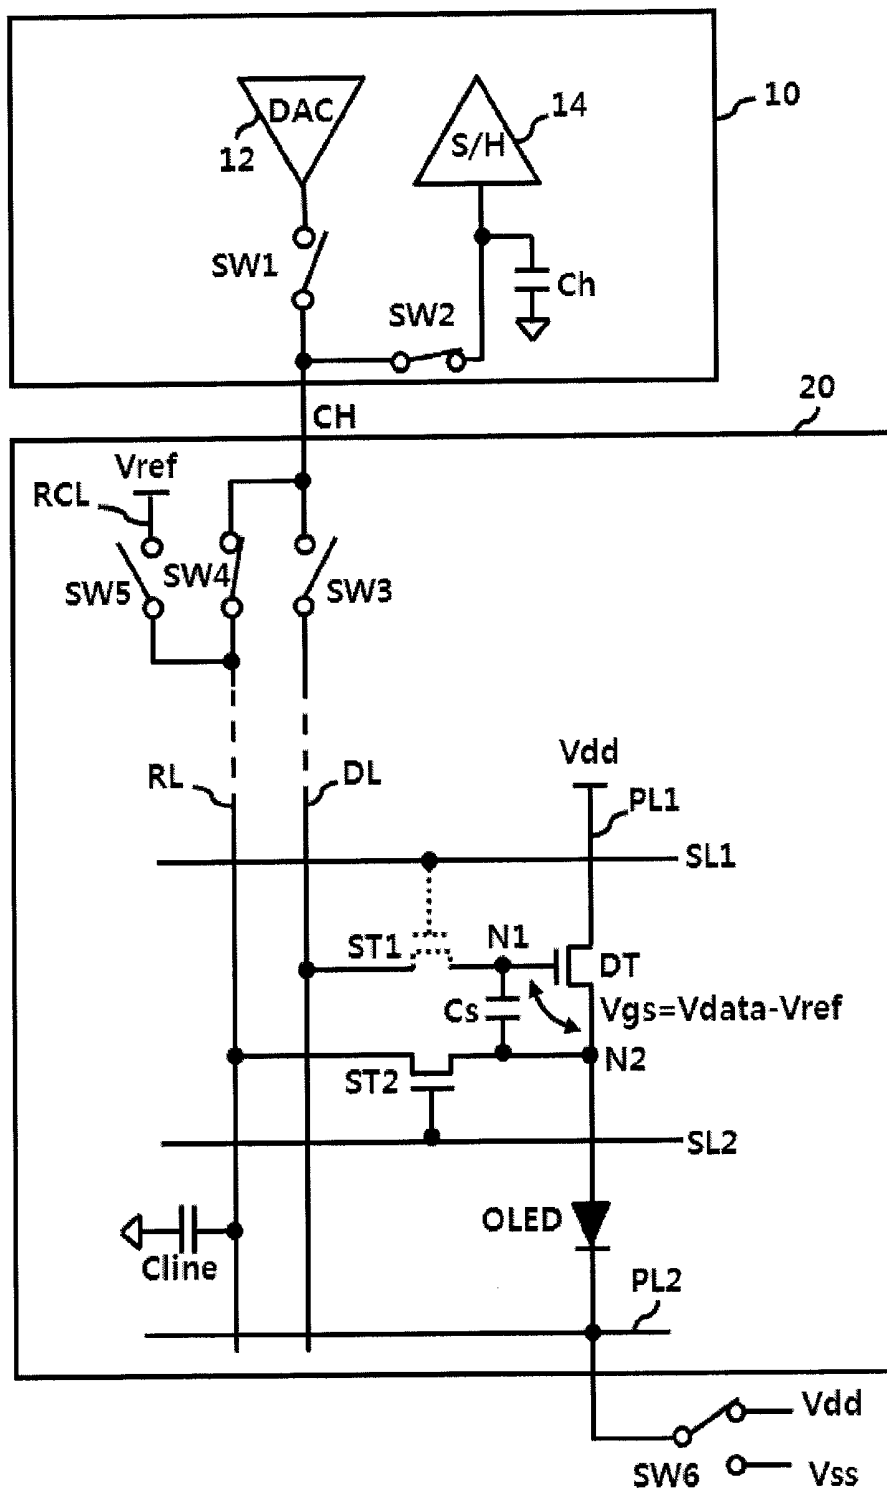 DAC
12
S/H
14
10
SW1
SW2
Ch
CH
20
Vref
RCL
SW5
SW4
SW3
RL
DL
Vdd
PL1
SL1
ST1
N1
DT
Cs
Vgs=Vdata-Vref
ST2
N2
SL2
OLED
Cline
PL2
Vdd
SW6
Vss